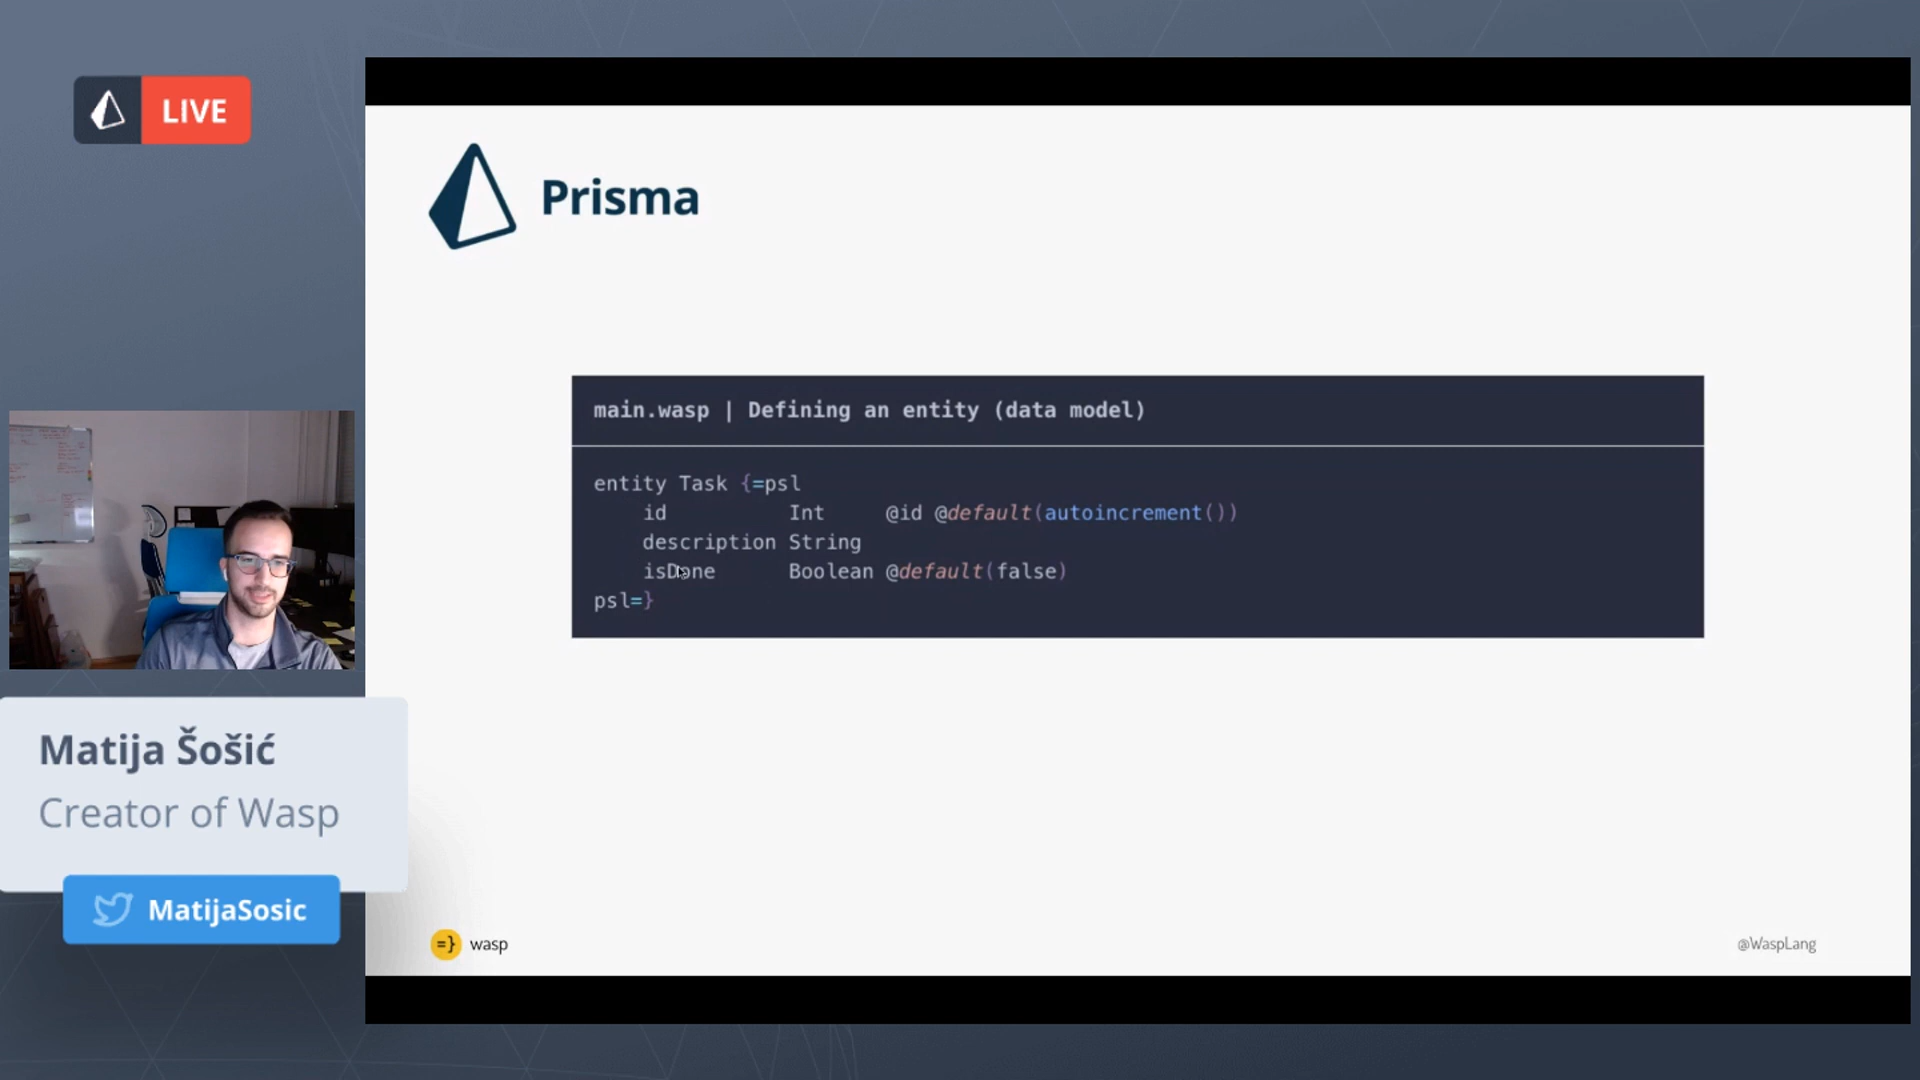 LIVE
Prisma
main.wasp | Defining an entity (data model)
entity Task {=psl
id Int @id @default(autoincrement())
description String
isDone Boolean @default(false)
psl=}
Matija Šošić
Creator of Wasp
MatijaSosic
=} wasp
@WaspLang